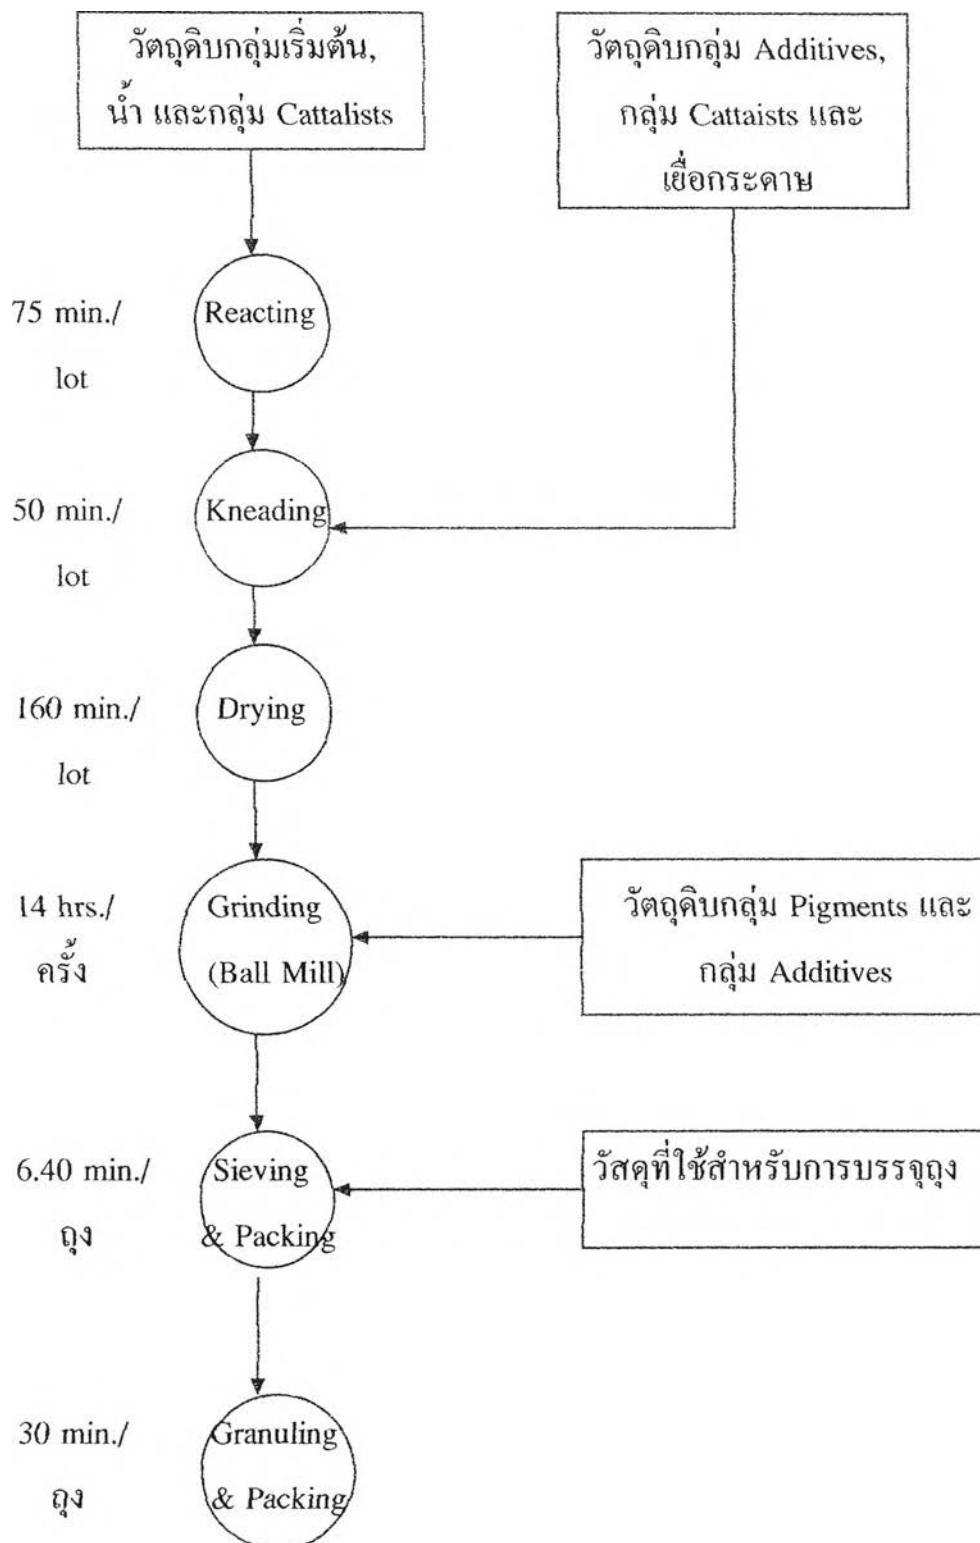 วัตถุดิบกลุ่มเริ่มต้น,
น้ำ และกลุ่ม Cattalists
วัตถุดิบกลุ่ม Additives,
กลุ่ม Cattaists และ
เยื่อกระดาษ
75 min./
lot
Reacting
50 min./
lot
Kneading
160 min./
lot
Drying
14 hrs./
ครั้ง
Grinding
(Ball Mill)
วัตถุดิบกลุ่ม Pigments และ
กลุ่ม Additives
6.40 min./
ถุง
Sieving
& Packing
วัสดุที่ใช้สำหรับการบรรจุถุง
30 min./
ถุง
Granuling
& Packing